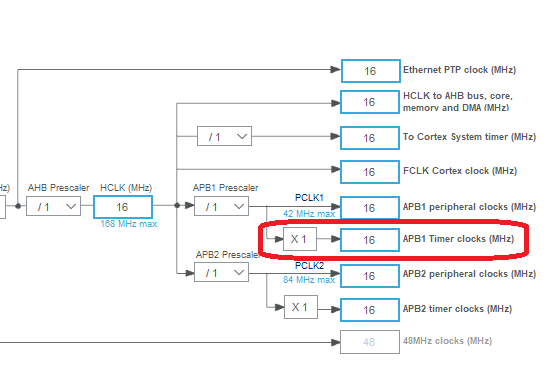 16
Ethernet PTP clock (MHz)
16
HCLK to AHB bus, core,
memory and DMA (MHz)
/ 1
16
To Cortex System timer (MHz)
16
FCLK Cortex clock (MHz)
Hz)
AHB Prescaler
HCLK (MHz)
APB1 Prescaler
PCLK1
/ 1
16
/ 1
16
APB1 peripheral clocks (MHz)
168 MHz max
42 MHz max
X 1
16
APB1 Timer clocks (MHz)
APB2 Prescaler
PCLK2
/ 1
84 MHz max
16
APB2 peripheral clocks (MHz)
X 1
16
APB2 timer clocks (MHz)
48
48MHz clocks (MHz)